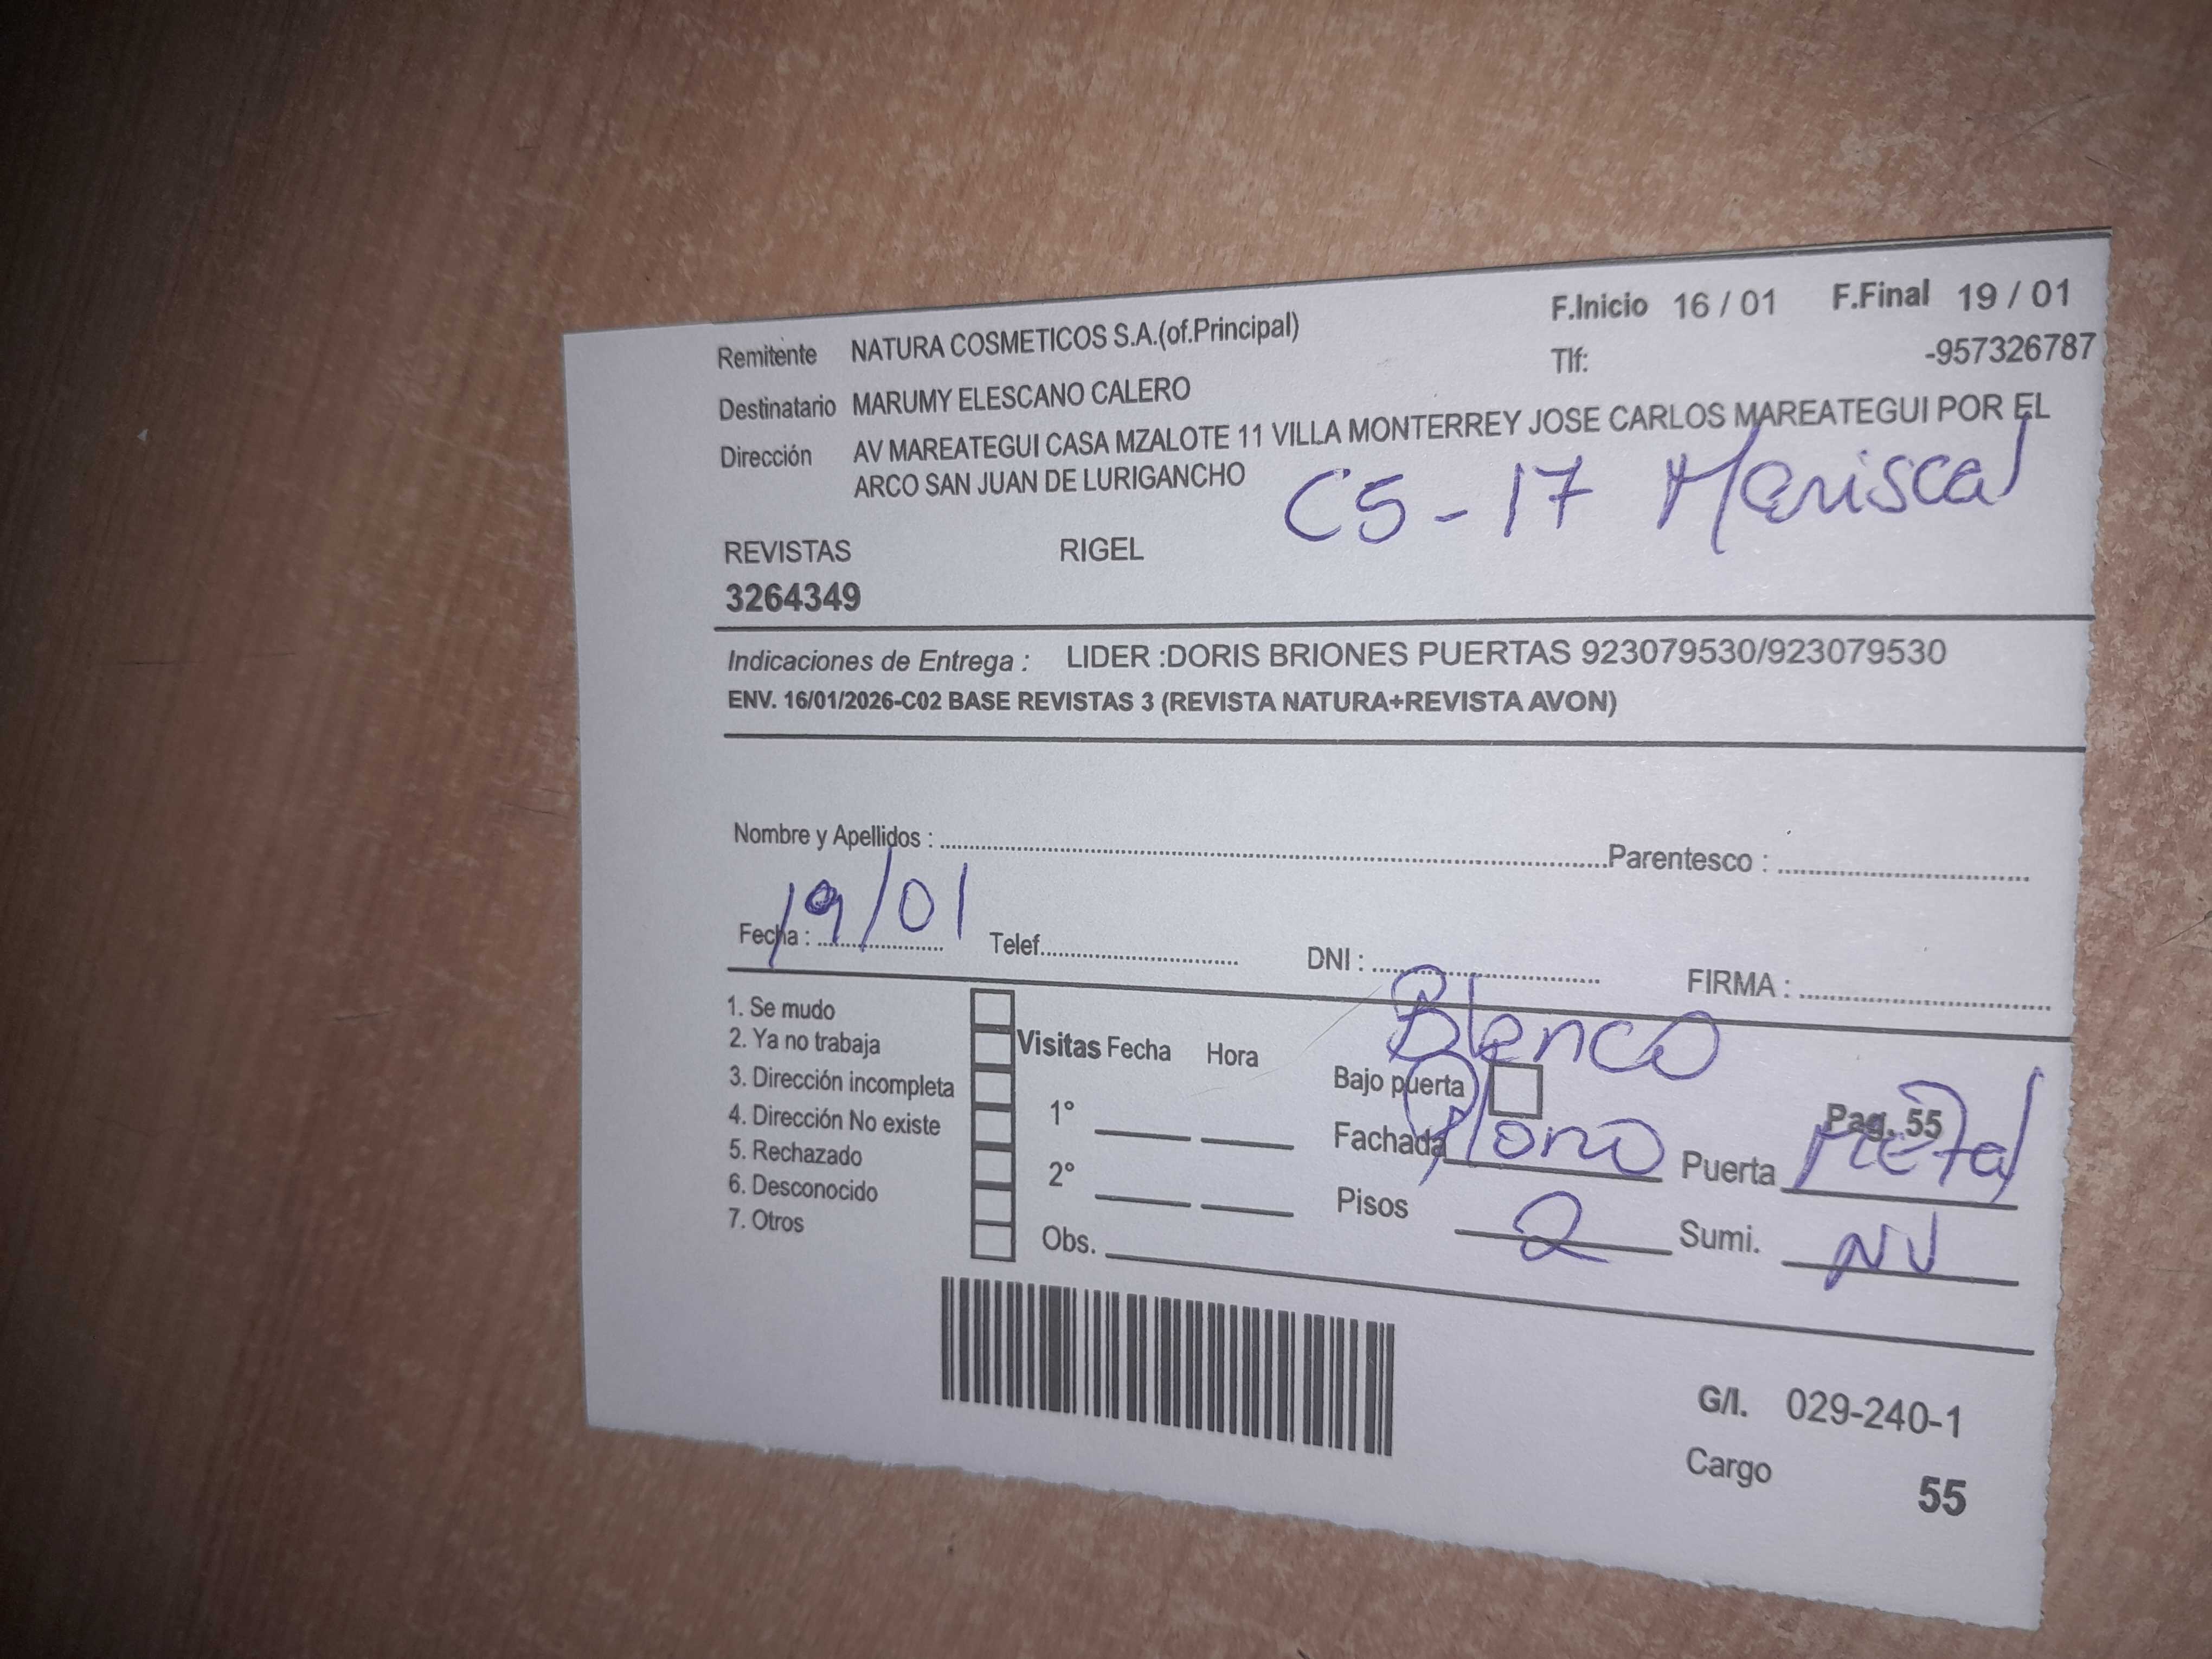 F.Inicio 16 / 01 F.Final 19 / 01
Remitente NATURA COSMETICOS S.A.(of.Principal)
Tlf: -957326787
Destinatario MARUMY ELESCANO CALERO
Dirección AV MAREATEGUI CASA MZALOTE 11 VILLA MONTERREY JOSE CARLOS MAREATEGUI POR EL
ARCO SAN JUAN DE LURIGANCHO
C5-17 Mariscal
REVISTAS RIGEL
3264349
Indicaciones de Entrega : LIDER :DORIS BRIONES PUERTAS 923079530/923079530
ENV. 16/01/2026-C02 BASE REVISTAS 3 (REVISTA NATURA+REVISTA AVON)
Nombre y Apellidos : Parentesco :
Fecha : 19/01 Telef. DNI : FIRMA :
1. Se mudo
2. Ya no trabaja
3. Dirección incompleta
4. Dirección No existe
5. Rechazado
6. Desconocido
7. Otros
Visitas Fecha Hora
1°
2°
Obs.
Blanco
Bajo puerta
Pag. 55
Fachada Puerta Metal
Pisos 2 Sumi. NV
G/I. 029-240-1
Cargo 55